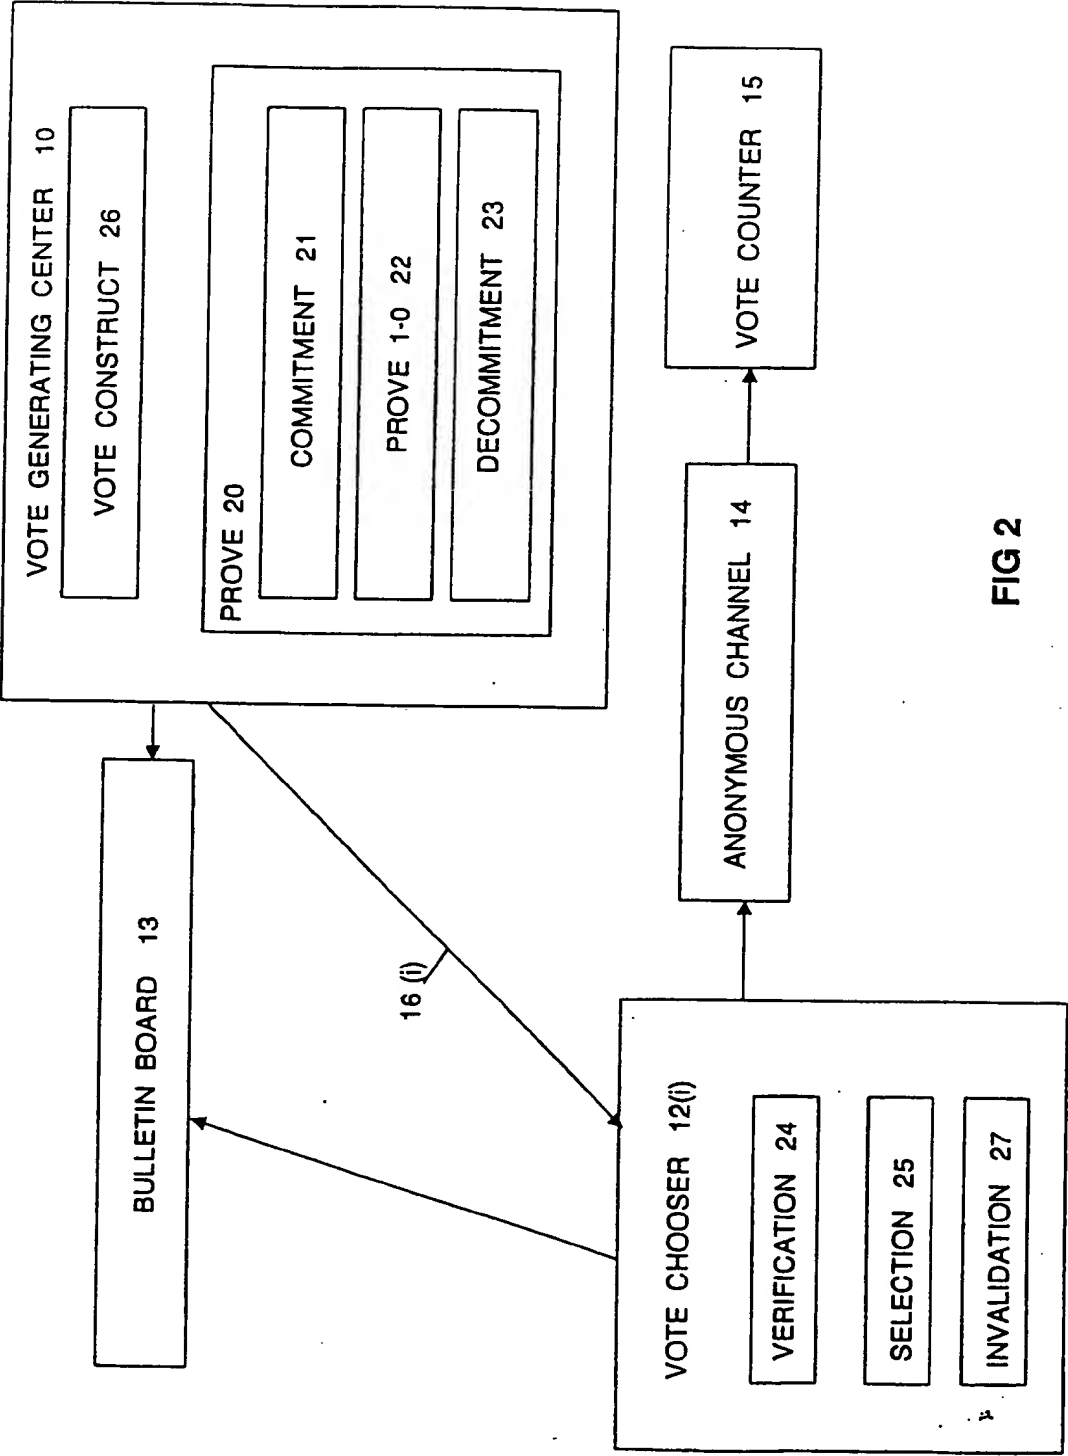 VOTE GENERATING CENTER 10
VOTE CONSTRUCT 26
PROVE 20
COMMITMENT 21
PROVE 1-0 22
DECOMMITMENT 23
BULLETIN BOARD 13
16 (i)
VOTE CHOOSER 12(i)
VERIFICATION 24
SELECTION 25
INVALIDATION 27
ANONYMOUS CHANNEL 14
VOTE COUNTER 15
FIG 2